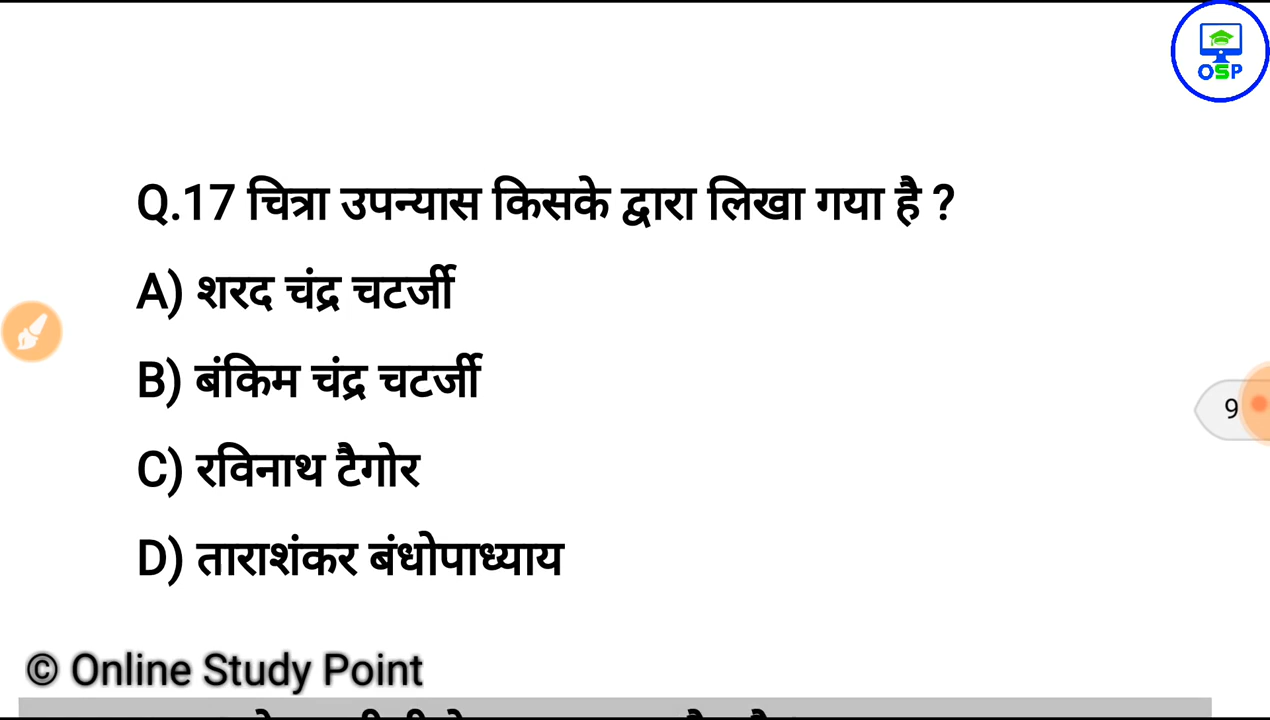 OSP
Q.17 चित्रा उपन्यास किसके द्वारा लिखा गया है ?
A) शरद चंद्र चटर्जी
B) बंकिम चंद्र चटर्जी
9
C) रविनाथ टैगोर
D) ताराशंकर बंधोपाध्याय
© Online Study Point